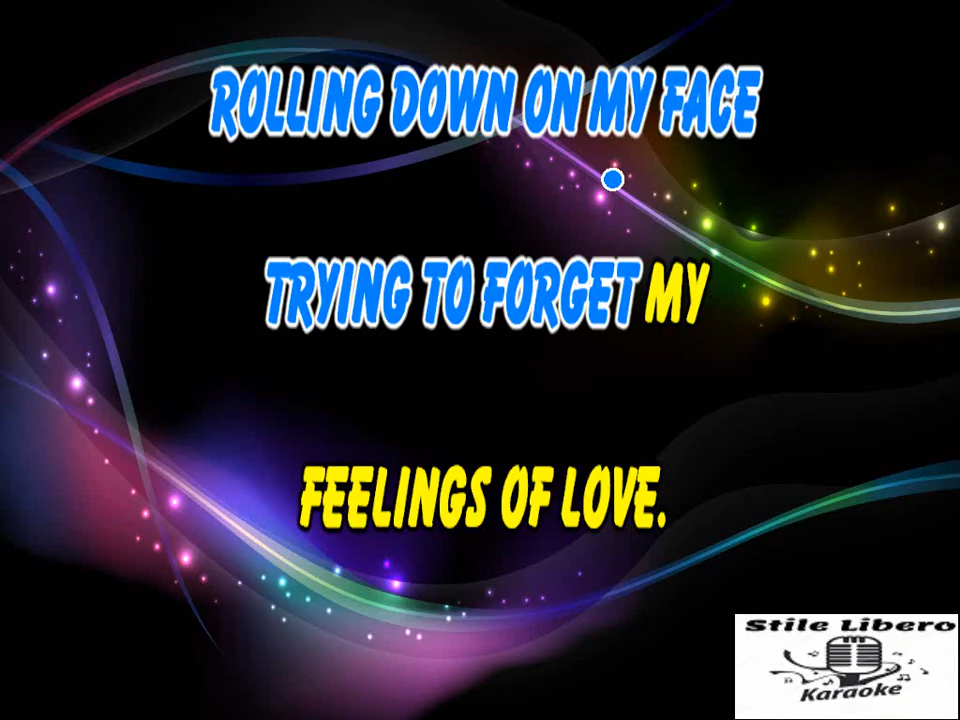 ROLLING DOWN ON MY FACE
TRYING TO FORGET MY
FEELINGS OF LOVE.
Stile Libero
Karaoke